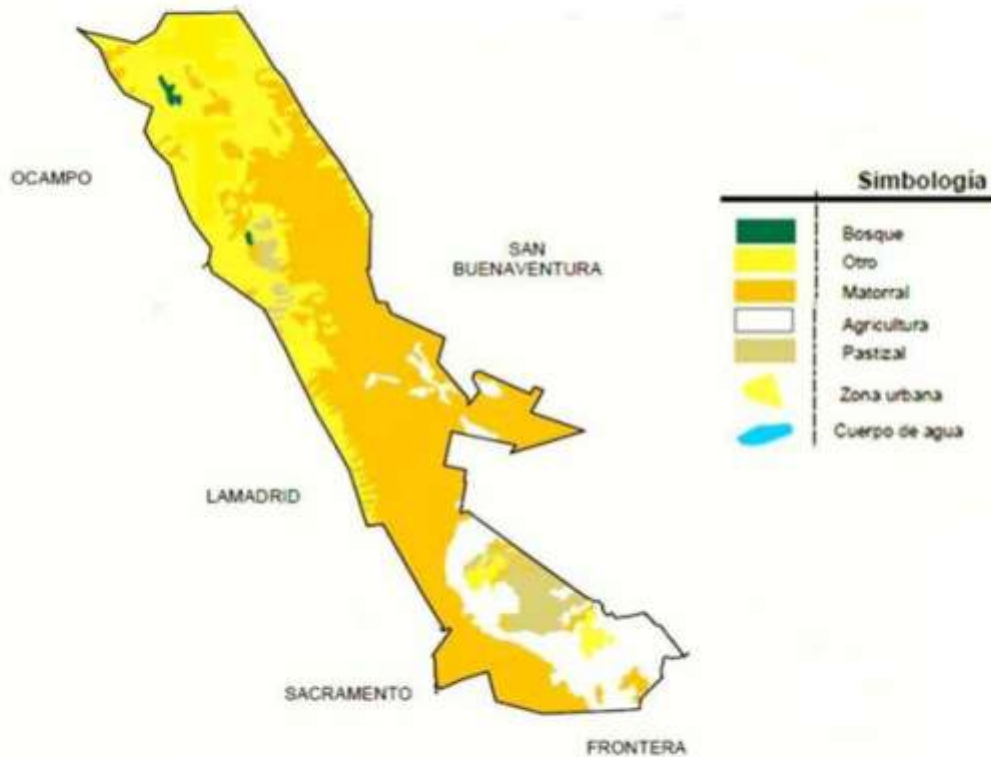 OCAMPO
SAN
BUENAVENTURA
LAMADRID
SACRAMENTO
FRONTERA
Simbología
Bosque
Otro
Matorral
Agricultura
Pastizal
Zona urbana
Cuerpo de agua